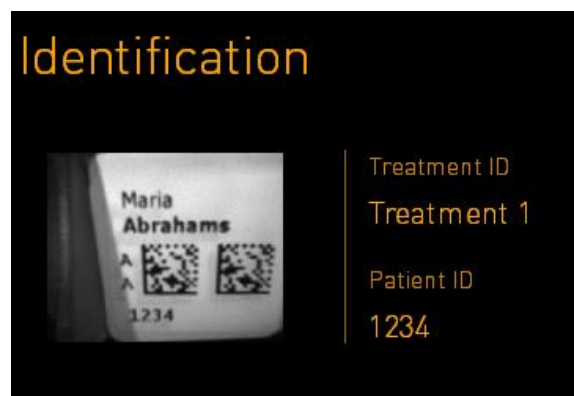 Identification
Maria
Abrahams
A
A
1234
Treatment ID
Treatment 1
Patient ID
1234